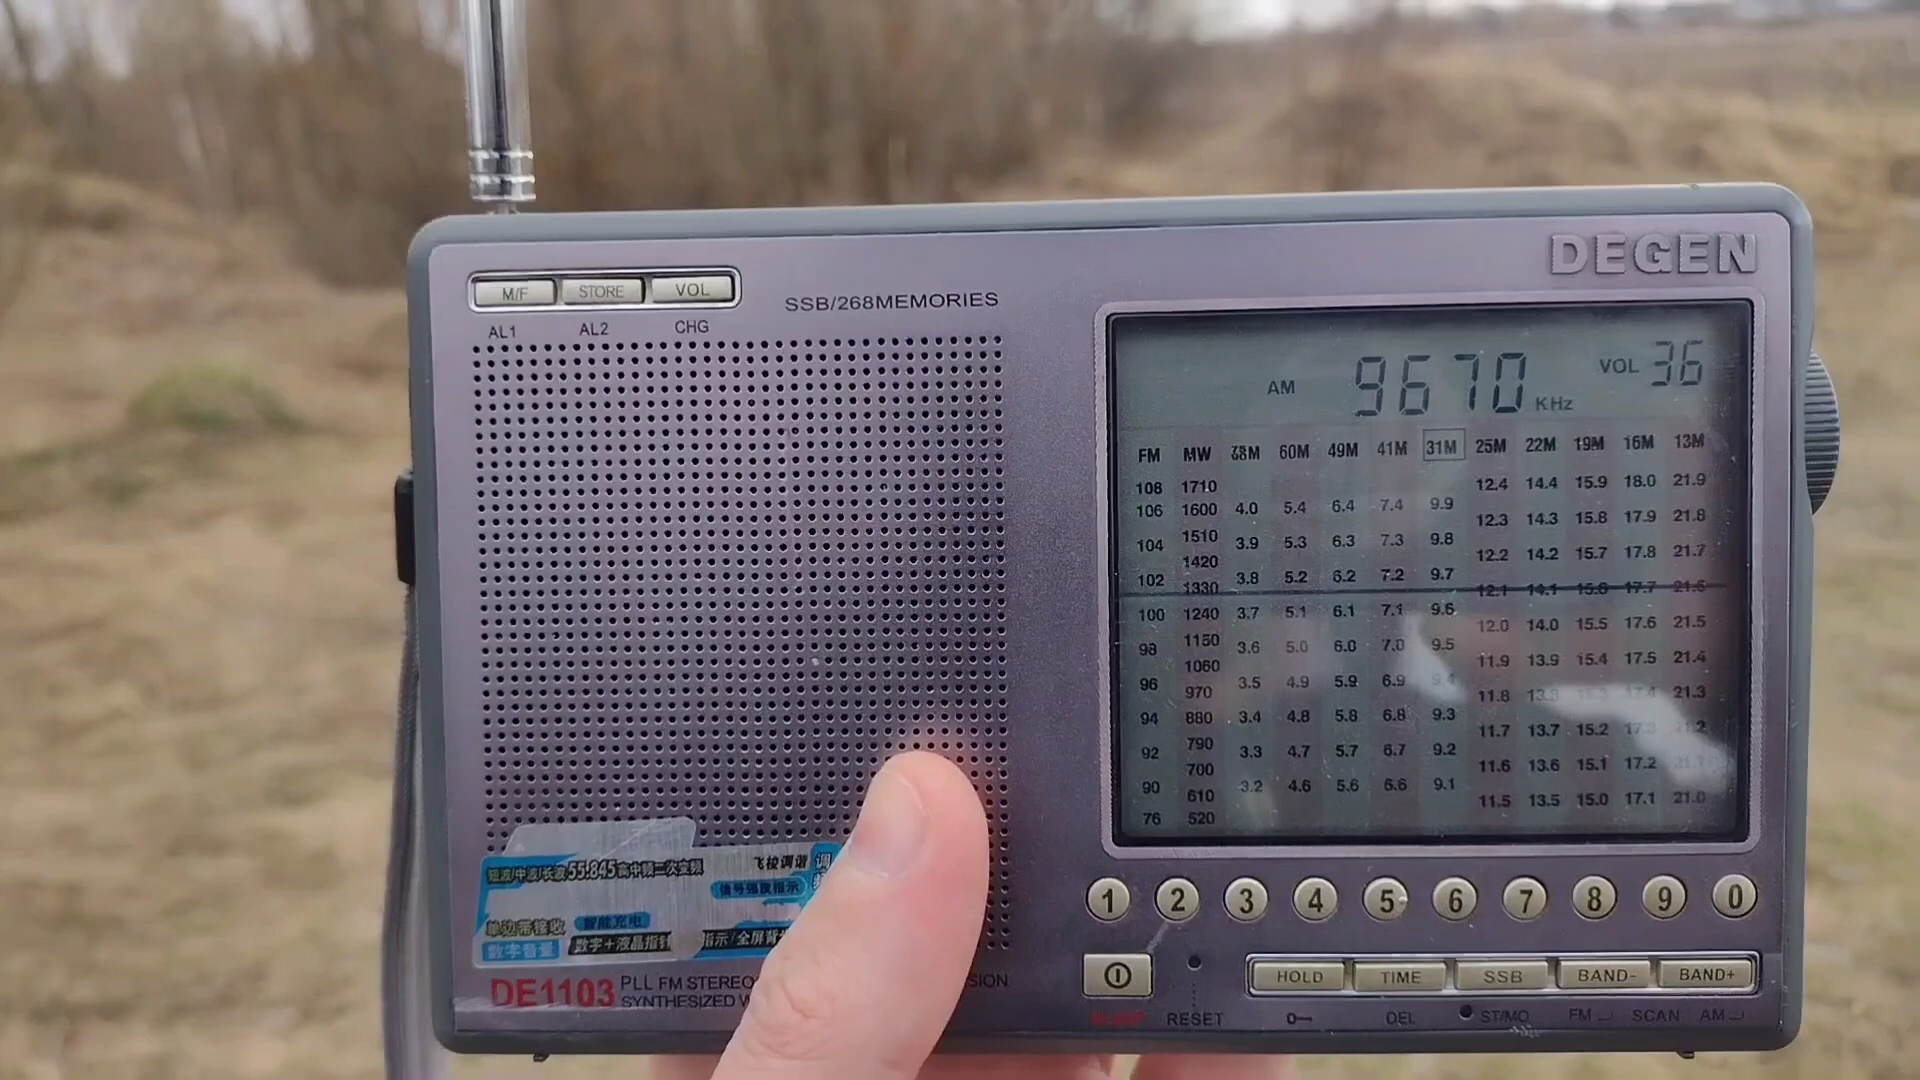 DEGEN
M/F STORE VOL
AL1 AL2 CHG
SSB/268MEMORIES
AM 9670 KHz VOL 36
FM MW 60M 49M 41M 31M 25M 22M 19M 16M 13M
108 1710 12.4 14.4 15.9 18.0 21.9
106 1600 4.0 5.4 6.4 7.4 9.9
1510 12.3 14.3 15.8 17.9 21.8
104 3.9 5.3 6.3 7.3 9.8
1420 12.2 14.2 15.7 17.8 21.7
102 3.8 5.2 6.2 7.2 9.7
1330 12.1 14.1 15.6 17.7 21.6
100 1240 3.7 5.1 6.1 7.1 9.6
1150 12.0 14.0 15.5 17.6 21.5
98 3.6 5.0 6.0 7.0 9.5
1060 11.9 13.9 15.4 17.5 21.4
96 970 3.5 4.9 5.9 6.9 9.4
11.8 17.4 21.3
94 880 3.4 4.8 5.8 6.8 9.3
790 11.7 13.7 15.2
92 3.3 4.7 5.7 6.7 9.2
700 11.6 13.6 15.1 17.2
90 610 3.2 4.6 5.6 6.6 9.1
11.5 13.5 15.0 17.1 21.0
76 520
短波/中波/长波55.845高中频二次变频 飞梭调谐
信号强度指示
单边带接收 智能充电
数字音量 数字+液晶指针 指示/全屏背
1 2 3 4 5 6 7 8 9 0
HOLD TIME SSB BAND- BAND+
DE1103 PLL FM STEREO
SYNTHESIZED
RESET DEL ST/MO FM SCAN AM